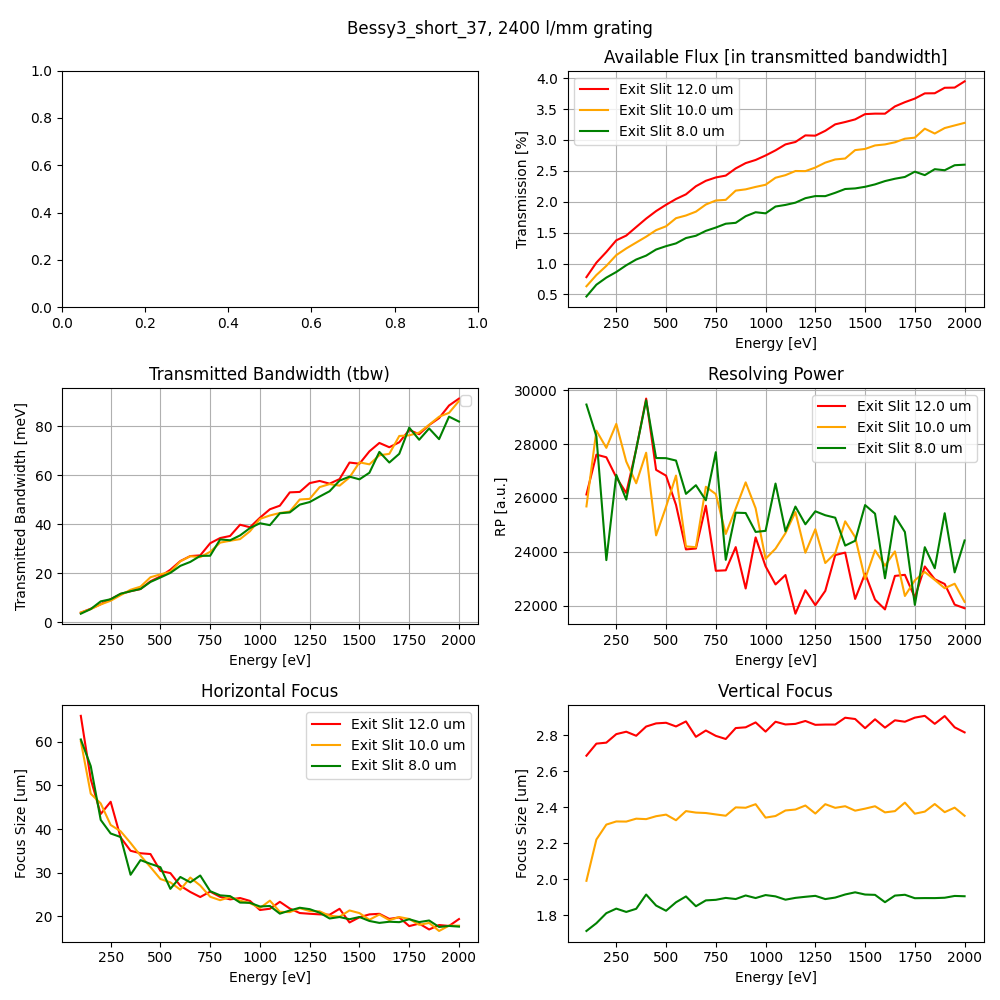 Bessy3_short_37, 2400 l/mm grating
1.0
0.8
0.6
0.4
0.2
0.0
0.0 0.2 0.4 0.6 0.8 1.0
Available Flux [in transmitted bandwidth]
Transmission [%]
4.0
3.5
3.0
2.5
2.0
1.5
1.0
0.5
Exit Slit 12.0 um
Exit Slit 10.0 um
Exit Slit 8.0 um
250 500 750 1000 1250 1500 1750 2000
Energy [eV]
Transmitted Bandwidth (tbw)
Transmitted Bandwidth [meV]
80
60
40
20
0
250 500 750 1000 1250 1500 1750 2000
Energy [eV]
Resolving Power
RP [a.u.]
30000
28000
26000
24000
22000
Exit Slit 12.0 um
Exit Slit 10.0 um
Exit Slit 8.0 um
250 500 750 1000 1250 1500 1750 2000
Energy [eV]
Horizontal Focus
Focus Size [um]
60
50
40
30
20
Exit Slit 12.0 um
Exit Slit 10.0 um
Exit Slit 8.0 um
250 500 750 1000 1250 1500 1750 2000
Energy [eV]
Vertical Focus
Focus Size [um]
2.8
2.6
2.4
2.2
2.0
1.8
250 500 750 1000 1250 1500 1750 2000
Energy [eV]